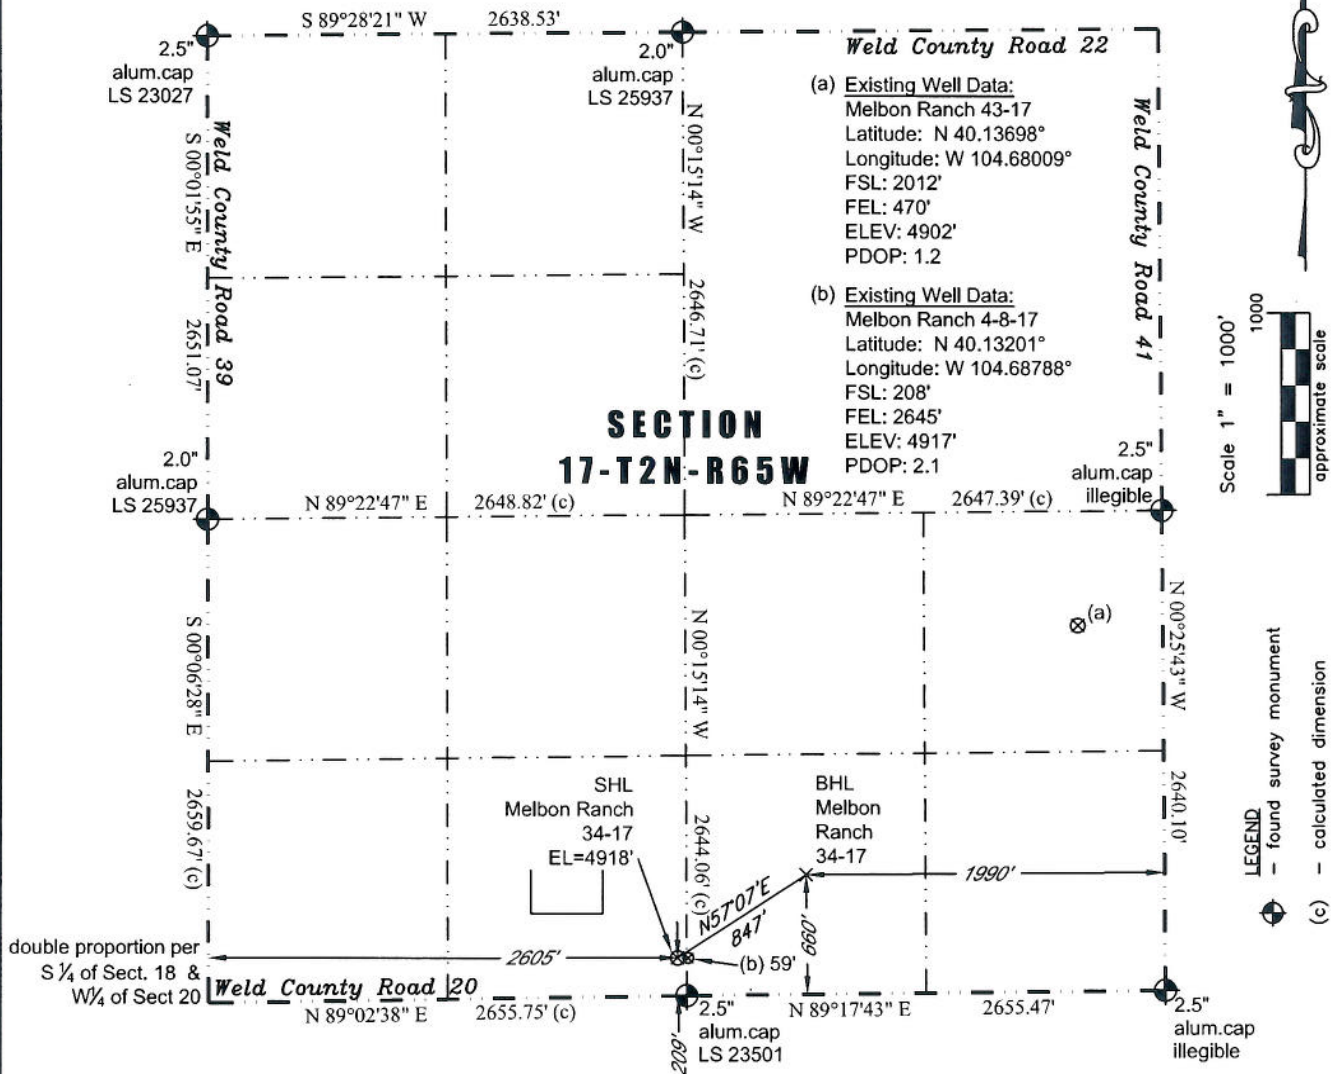 S 89°28'21" W 2638.53'
2.5"
alum.cap
LS 23027
2.0"
alum.cap
LS 25937
Weld County Road 22
(a) Existing Well Data:
Melbon Ranch 43-17
Latitude: N 40.13698°
Longitude: W 104.68009°
FSL: 2012'
FEL: 470'
ELEV: 4902'
PDOP: 1.2
(b) Existing Well Data:
Melbon Ranch 4-8-17
Latitude: N 40.13201°
Longitude: W 104.68788°
FSL: 208'
FEL: 2645'
ELEV: 4917'
PDOP: 2.1
Weld County Road 39
S 00°01'55" E 2651.07'
N 00°15'14" W 2646.71' (c)
Weld County Road 41
Scale 1" = 1000'
1000
approximate scale
SECTION
17-T2N-R65W
2.0"
alum.cap
LS 25937
2.5"
alum.cap
illegible
N 89°22'47" E 2648.82' (c)
N 89°22'47" E 2647.39' (c)
(a)
S 00°06'28" E 2659.67' (c)
N 00°15'14" W 2644.06' (c)
N 00°25'43" W 2640.10'
SHL
Melbon Ranch
34-17
EL=4918'
BHL
Melbon
Ranch
34-17
1990'
N57°07'E
847'
660'
2605'
(b) 59'
double proportion per
S ¼ of Sect. 18 &
W¼ of Sect 20
Weld County Road 20
N 89°02'38" E 2655.75' (c)
N 89°17'43" E 2655.47'
209'
2.5"
alum.cap
LS 23501
2.5"
alum.cap
illegible
LEGEND
- found survey monument
(c) - calculated dimension